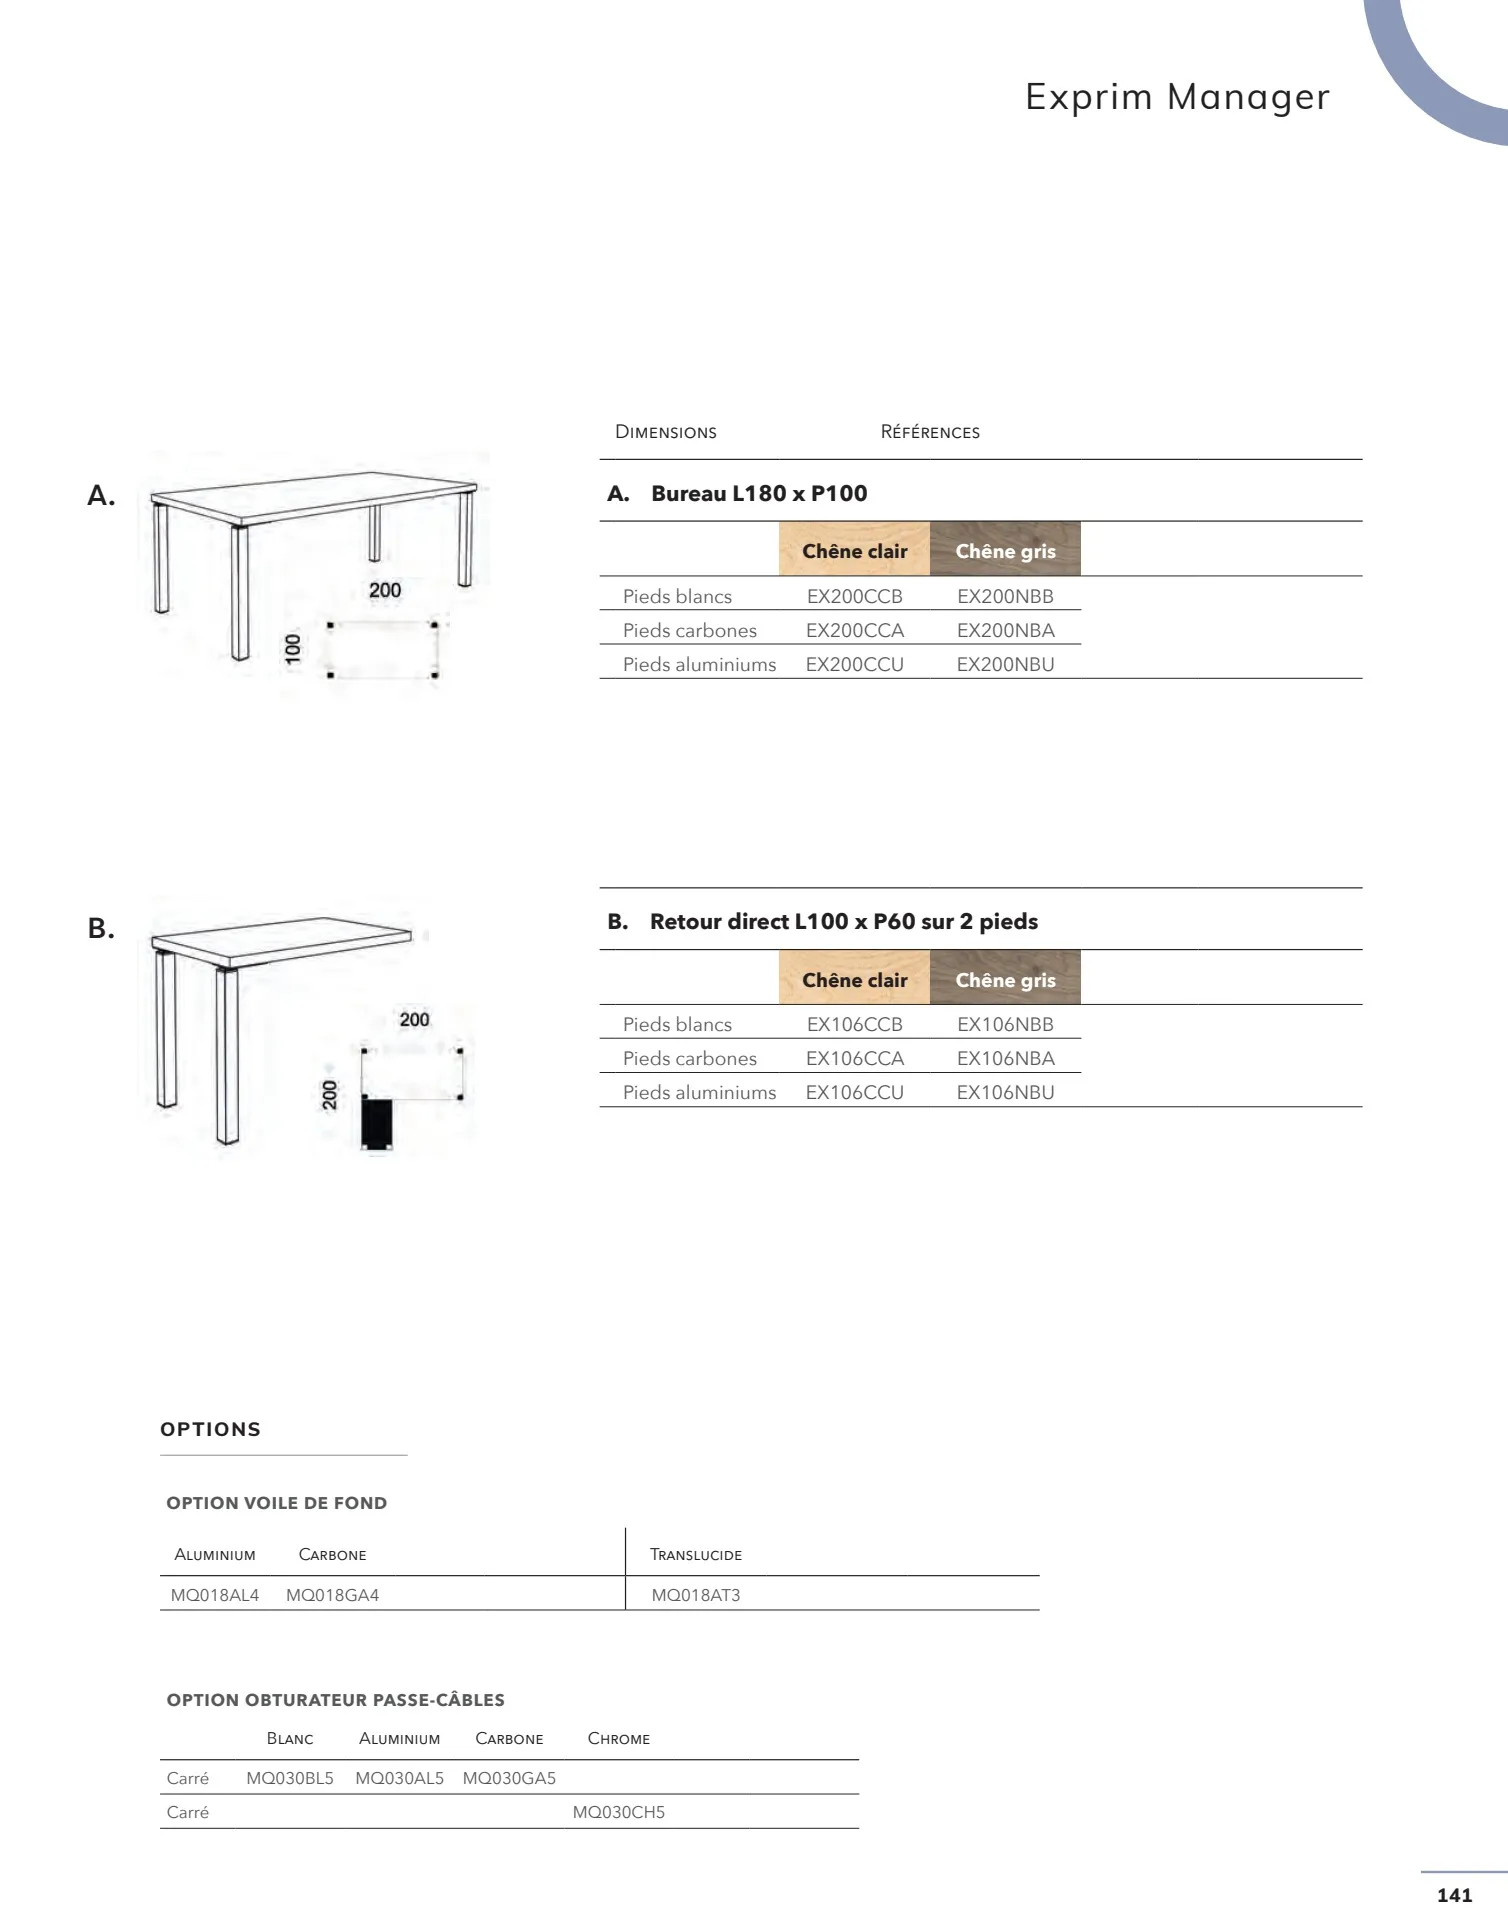 Exprim Manager
Dimensions Références
A.
200
100
A. Bureau L180 x P100
Chêne clair Chêne gris
Pieds blancs EX200CCB EX200NBB
Pieds carbones EX200CCA EX200NBA
Pieds aluminiums EX200CCU EX200NBU
B.
200
200
B. Retour direct L100 x P60 sur 2 pieds
Chêne clair Chêne gris
Pieds blancs EX106CCB EX106NBB
Pieds carbones EX106CCA EX106NBA
Pieds aluminiums EX106CCU EX106NBU
OPTIONS
OPTION VOILE DE FOND
Aluminium Carbone Translucide
MQ018AL4 MQ018GA4 MQ018AT3
OPTION OBTURATEUR PASSE-CÂBLES
Blanc Aluminium Carbone Chrome
Carré MQ030BL5 MQ030AL5 MQ030GA5
Carré MQ030CH5
141